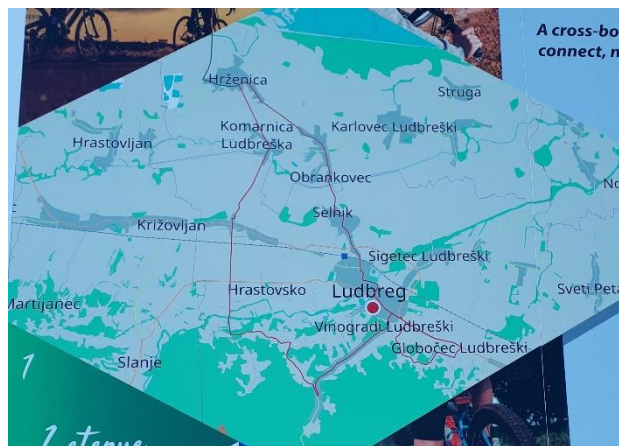 A cross-bo
connect, n
Hrženica
Struga
Komarnica
Ludbreška
Karlovec Ludbreški
Hrastovljan
Obrankovec
No
Selnik
Križovljan
Sigetec Ludbreški
Hrastovsko
Ludbreg
Sveti Peta
Martijanec
Vinogradi Ludbreški
Globočec Ludbreški
Slanje
1